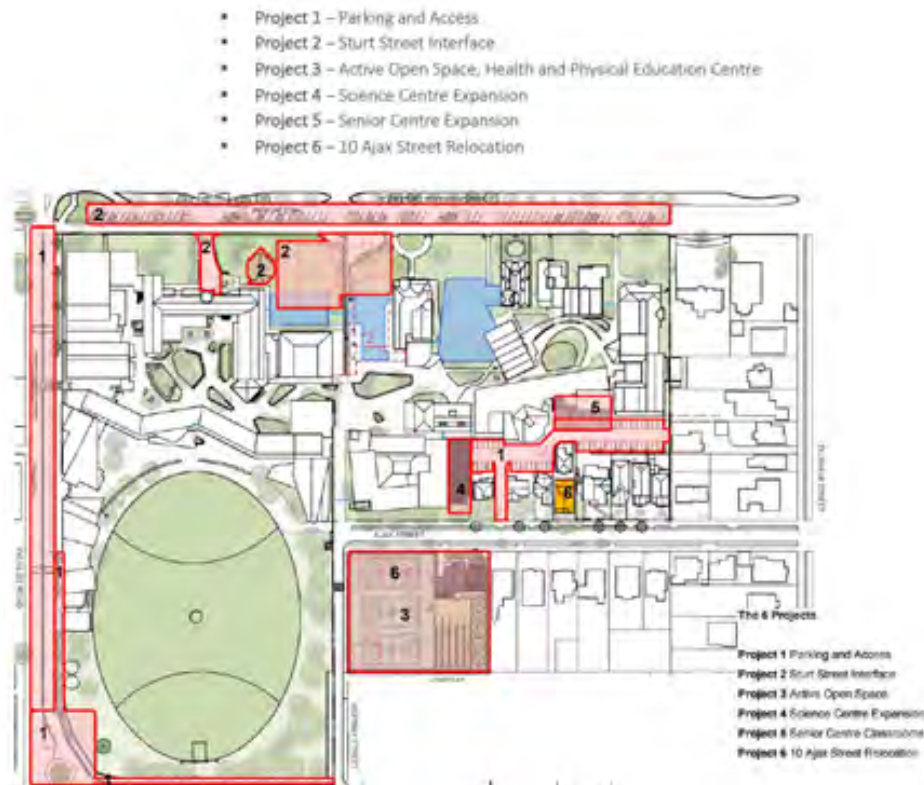 ▪ Project 1 – Parking and Access
▪ Project 2 – Sturt Street Interface
▪ Project 3 – Active Open Space, Health and Physical Education Centre
▪ Project 4 – Science Centre Expansion
▪ Project 5 – Senior Centre Expansion
▪ Project 6 – 10 Ajax Street Relocation
2
1
2
2
2
5
1
4
6
AJAX STREET
1
6
3
The 6 Projects
Project 1 Parking and Access
Project 2 Sturt Street Interface
Project 3 Active Open Space
Project 4 Science Centre Expansion
Project 5 Senior Centre Classrooms
Project 6 10 Ajax Street Relocation
1
1